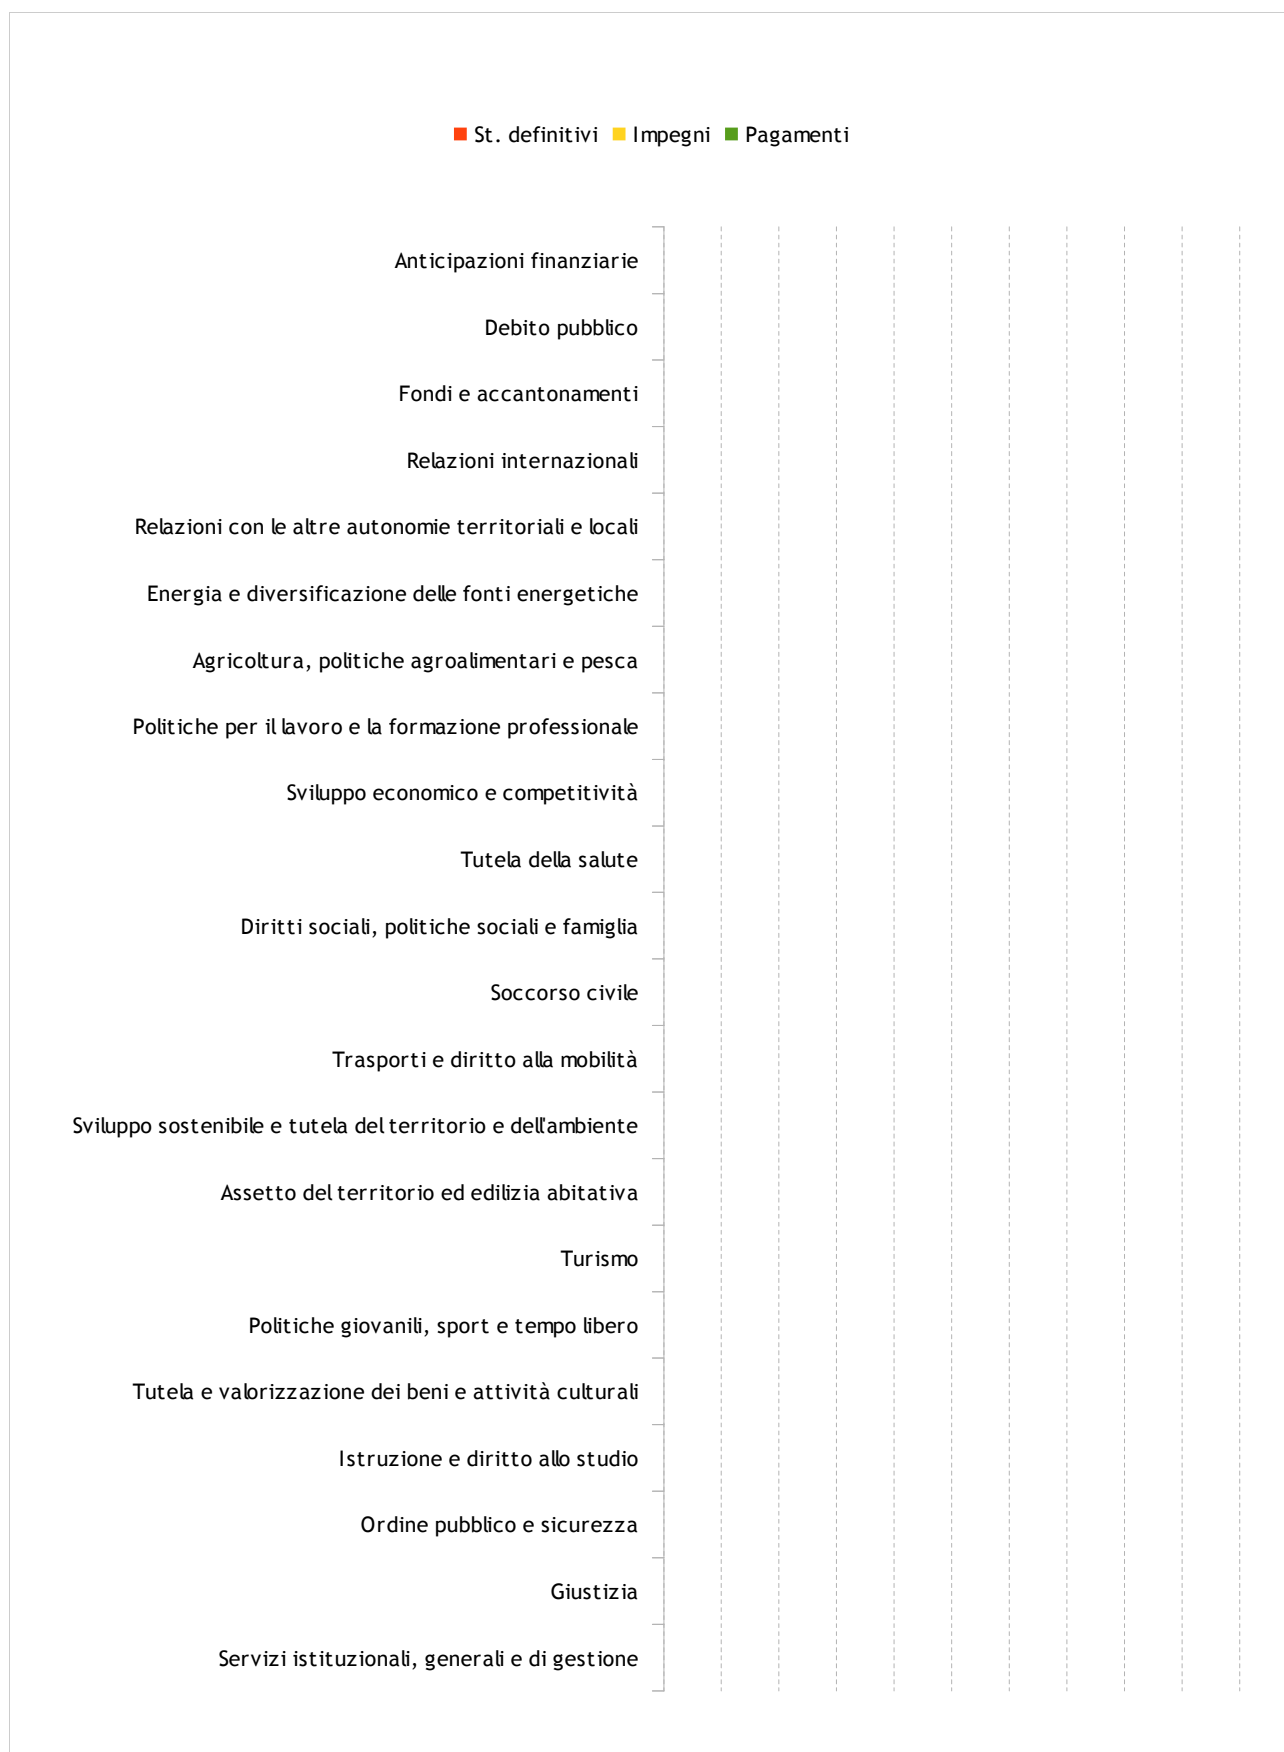 St. definitivi Impegni Pagamenti
Anticipazioni finanziarie
Debito pubblico
Fondi e accantonamenti
Relazioni internazionali
Relazioni con le altre autonomie territoriali e locali
Energia e diversificazione delle fonti energetiche
Agricoltura, politiche agroalimentari e pesca
Politiche per il lavoro e la formazione professionale
Sviluppo economico e competitività
Tutela della salute
Diritti sociali, politiche sociali e famiglia
Soccorso civile
Trasporti e diritto alla mobilità
Sviluppo sostenibile e tutela del territorio e dell'ambiente
Assetto del territorio ed edilizia abitativa
Turismo
Politiche giovanili, sport e tempo libero
Tutela e valorizzazione dei beni e attività culturali
Istruzione e diritto allo studio
Ordine pubblico e sicurezza
Giustizia
Servizi istituzionali, generali e di gestione